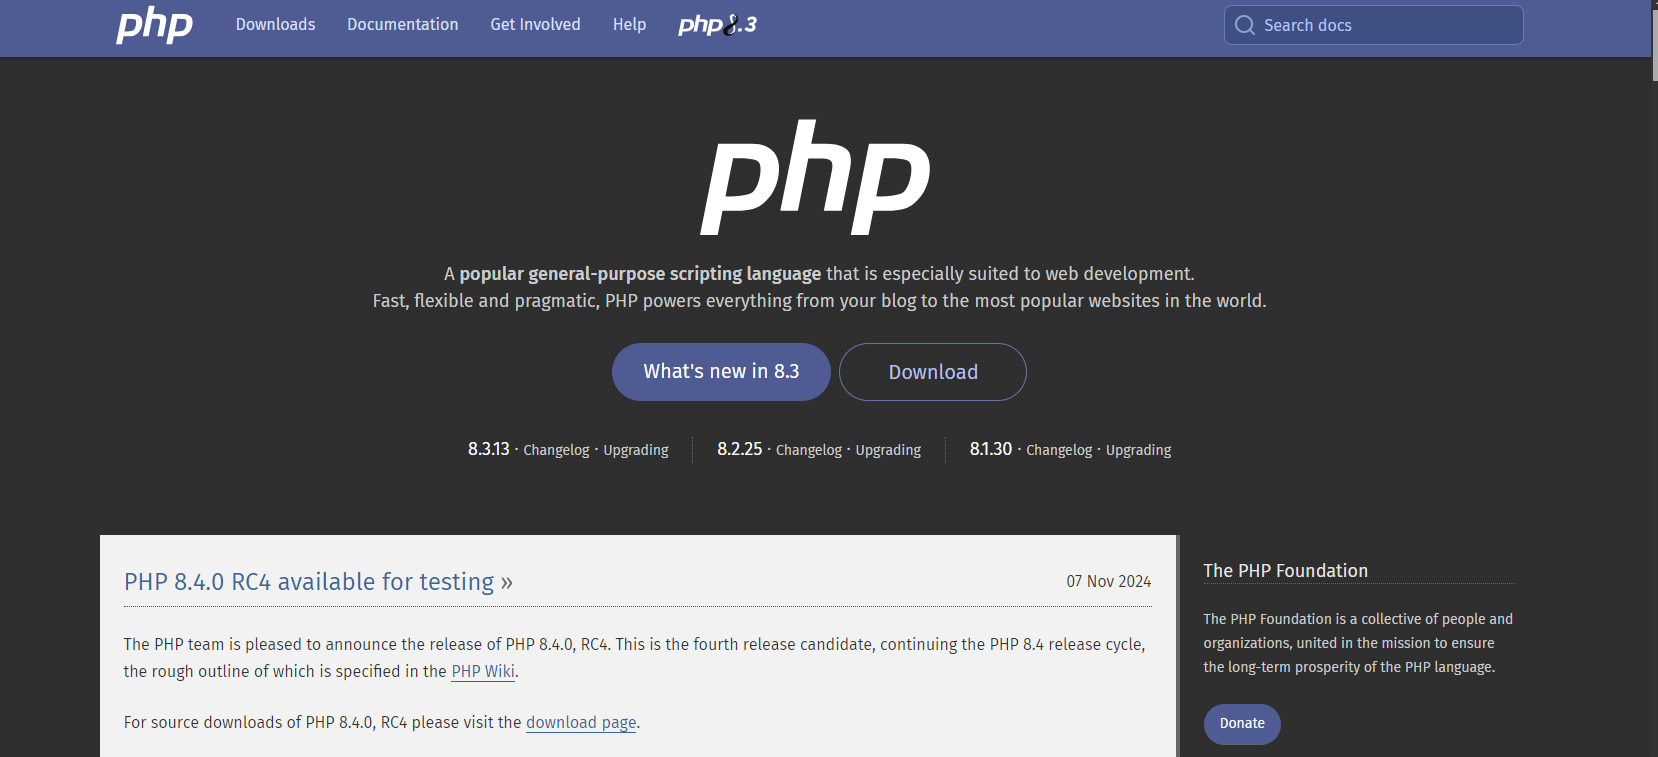 php Downloads Documentation Get Involved Help php8.3 Search docs
php
A popular general-purpose scripting language that is especially suited to web development.
Fast, flexible and pragmatic, PHP powers everything from your blog to the most popular websites in the world.
What's new in 8.3 Download
8.3.13 · Changelog · Upgrading 8.2.25 · Changelog · Upgrading 8.1.30 · Changelog · Upgrading
PHP 8.4.0 RC4 available for testing » 07 Nov 2024
The PHP team is pleased to announce the release of PHP 8.4.0, RC4. This is the fourth release candidate, continuing the PHP 8.4 release cycle,
the rough outline of which is specified in the PHP Wiki.
For source downloads of PHP 8.4.0, RC4 please visit the download page.
The PHP Foundation
The PHP Foundation is a collective of people and
organizations, united in the mission to ensure
the long-term prosperity of the PHP language.
Donate